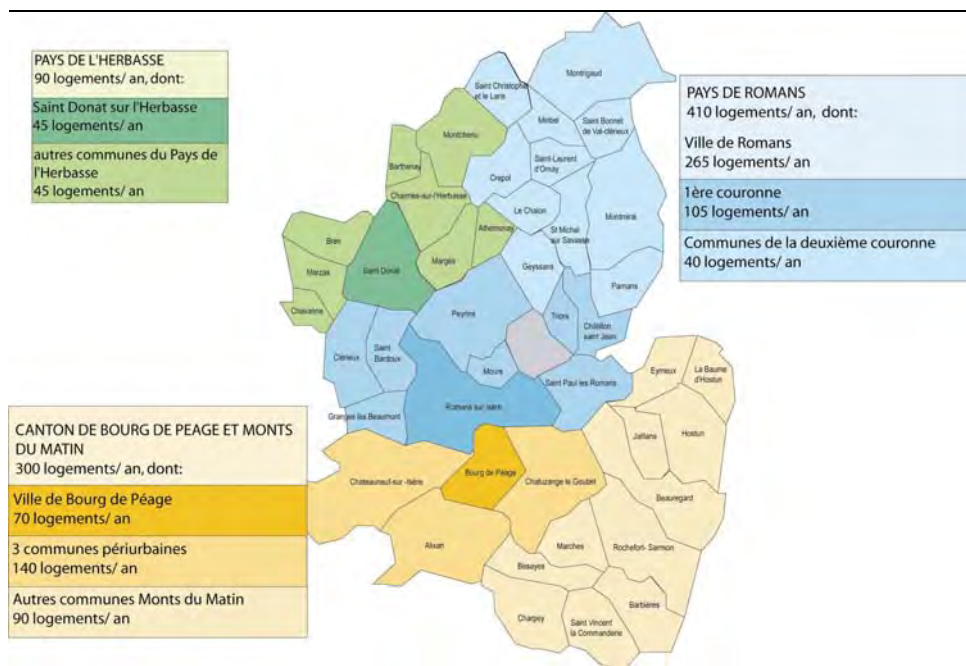 PAYS DE L'HERBASSE
90 logements/ an, dont:
Saint Donat sur l'Herbasse
45 logements/ an
autres communes du Pays de
l'Herbasse
45 logements/ an
PAYS DE ROMANS
410 logements/ an, dont:
Ville de Romans
265 logements/ an
1ère couronne
105 logements/ an
Communes de la deuxième couronne
40 logements/ an
CANTON DE BOURG DE PEAGE ET MONTS
DU MATIN
300 logements/ an, dont:
Ville de Bourg de Péage
70 logements/ an
3 communes périurbaines
140 logements/ an
Autres communes Monts du Matin
90 logements/ an
Montrigaud
Saint Christophe
et le Laris
Miribel
Saint Bonnet
de Val-clérieux
Montchenu
Saint-Laurent
d'Onay
Bathernay
Crepol
Charmes-sur-l'Herbasse
Le Chalon
Montmiral
St Michel
sur Savasse
Bren
Margès
Saint Donat
Geyssans
Marsas
Parnans
Chavanne
Peyrins
Triors
Châtillon
saint Jean
Clérieux
Saint
Bardoux
Mours
Saint Paul les Romans
Eymeux
La Baume
d'Hostun
Granges les Beaumont
Romans sur Isère
Jaillans
Hostun
Chateauneuf-sur -Isère
Bourg de Péage
Chatuzange le Goubet
Beauregard
Alixan
Marches
Rochefort- Samson
Besayes
Barbières
Charpey
Saint Vincent
la Commanderie